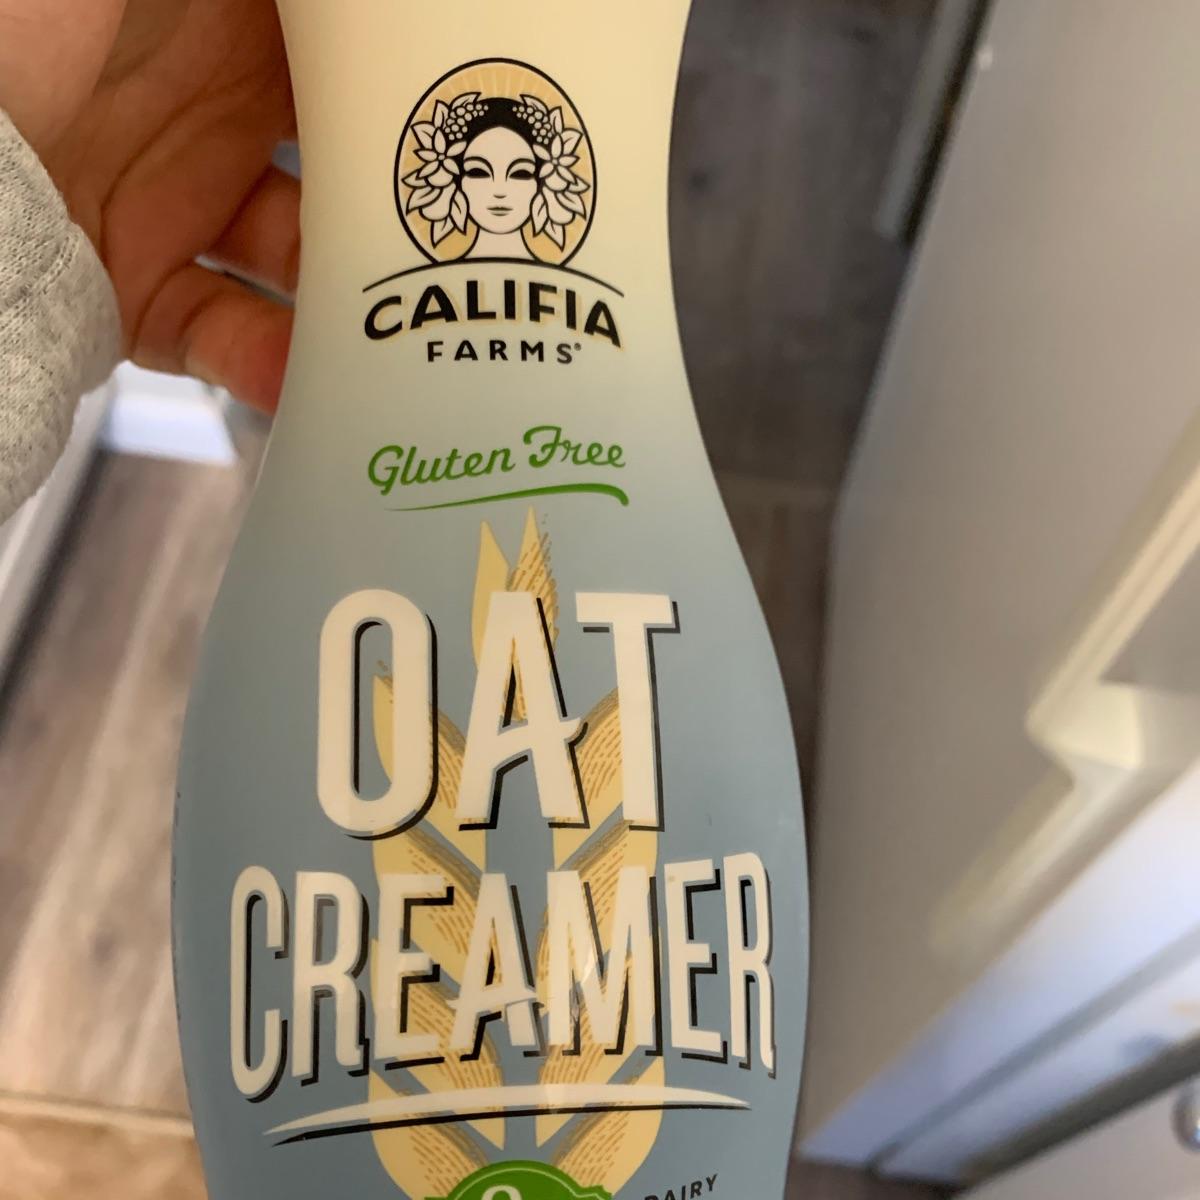 CALIFIA
FARMS®
Gluten Free
OAT
CREAMER
DAIRY